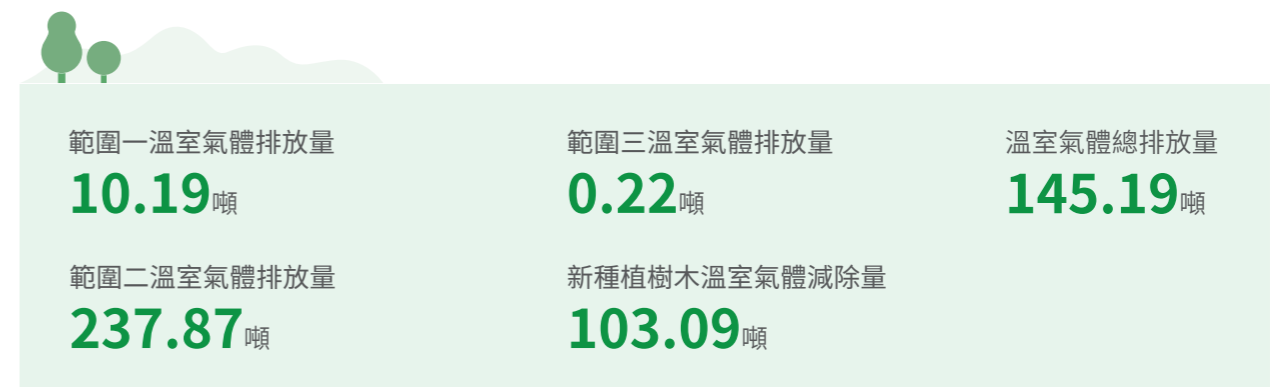 範圍一溫室氣體排放量
10.19噸
範圍二溫室氣體排放量
237.87噸
範圍三溫室氣體排放量
0.22噸
新種植樹木溫室氣體減除量
103.09噸
溫室氣體總排放量
145.19噸